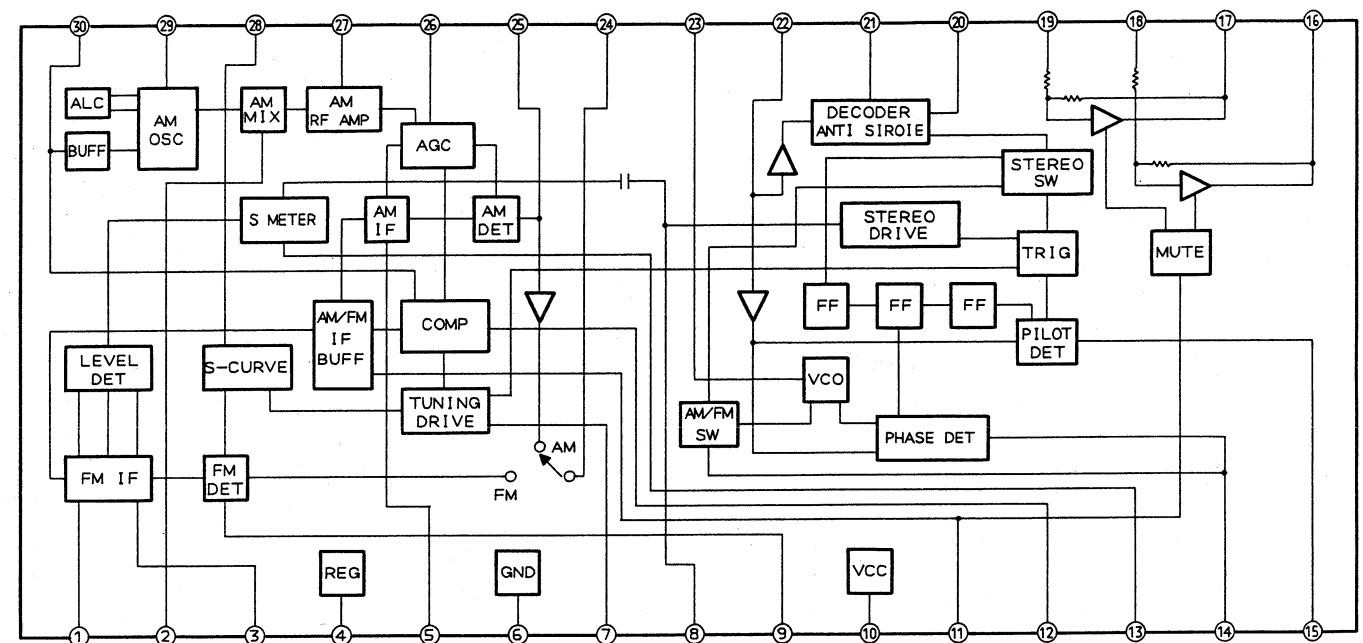 30 29 28 27 26 25 24 23 22 21 20 19 18 17 16
ALC
AM
OSC
BUFF
AM
MIX
AM
RF AMP
AGC
S METER
AM
IF
AM
DET
DECODER
ANTI SIROIE
STEREO
SW
STEREO
DRIVE
TRIG
MUTE
AM/FM
IF
BUFF
COMP
FF
FF
FF
PILOT
DET
LEVEL
DET
S-CURVE
TUNING
DRIVE
VCO
AM/FM
SW
PHASE DET
FM IF
FM
DET
AM
FM
REG
GND
VCC
1 2 3 4 5 6 7 8 9 10 11 12 13 14 15